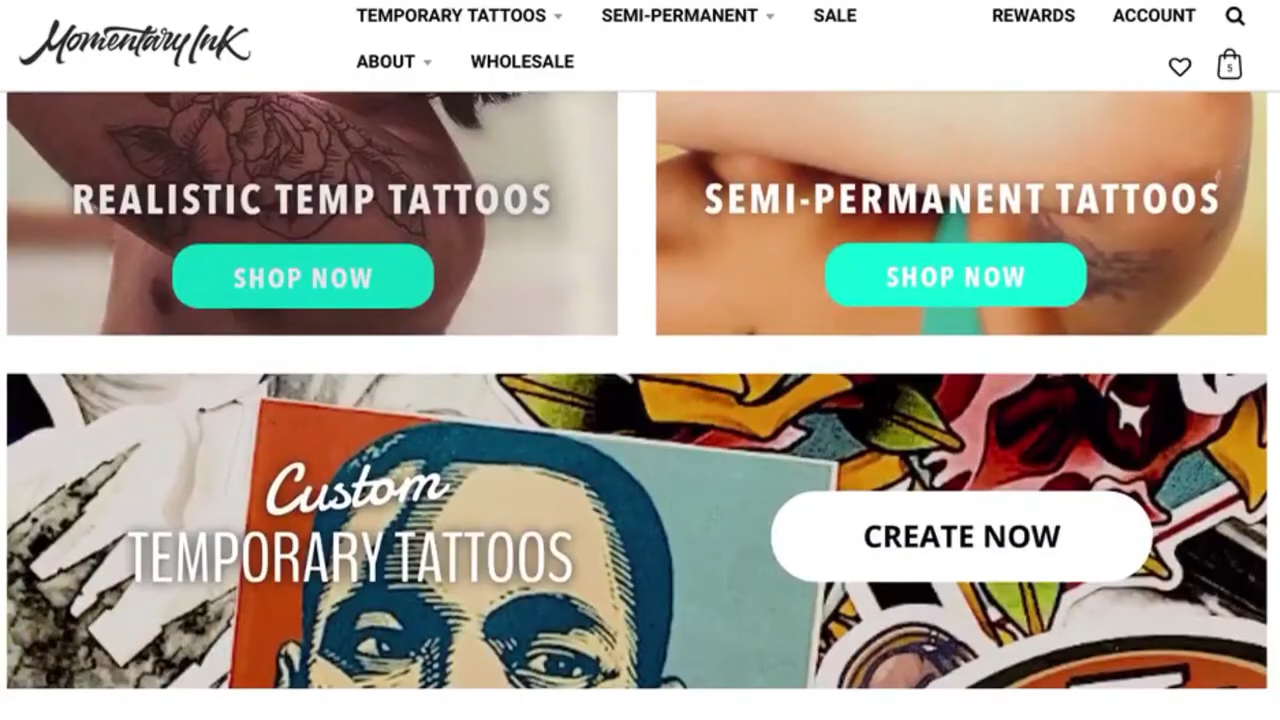 Momentary Ink
TEMPORARY TATTOOS SEMI-PERMANENT SALE REWARDS ACCOUNT
ABOUT WHOLESALE
5
REALISTIC TEMP TATTOOS
SHOP NOW
SEMI-PERMANENT TATTOOS
SHOP NOW
Custom
TEMPORARY TATTOOS
CREATE NOW